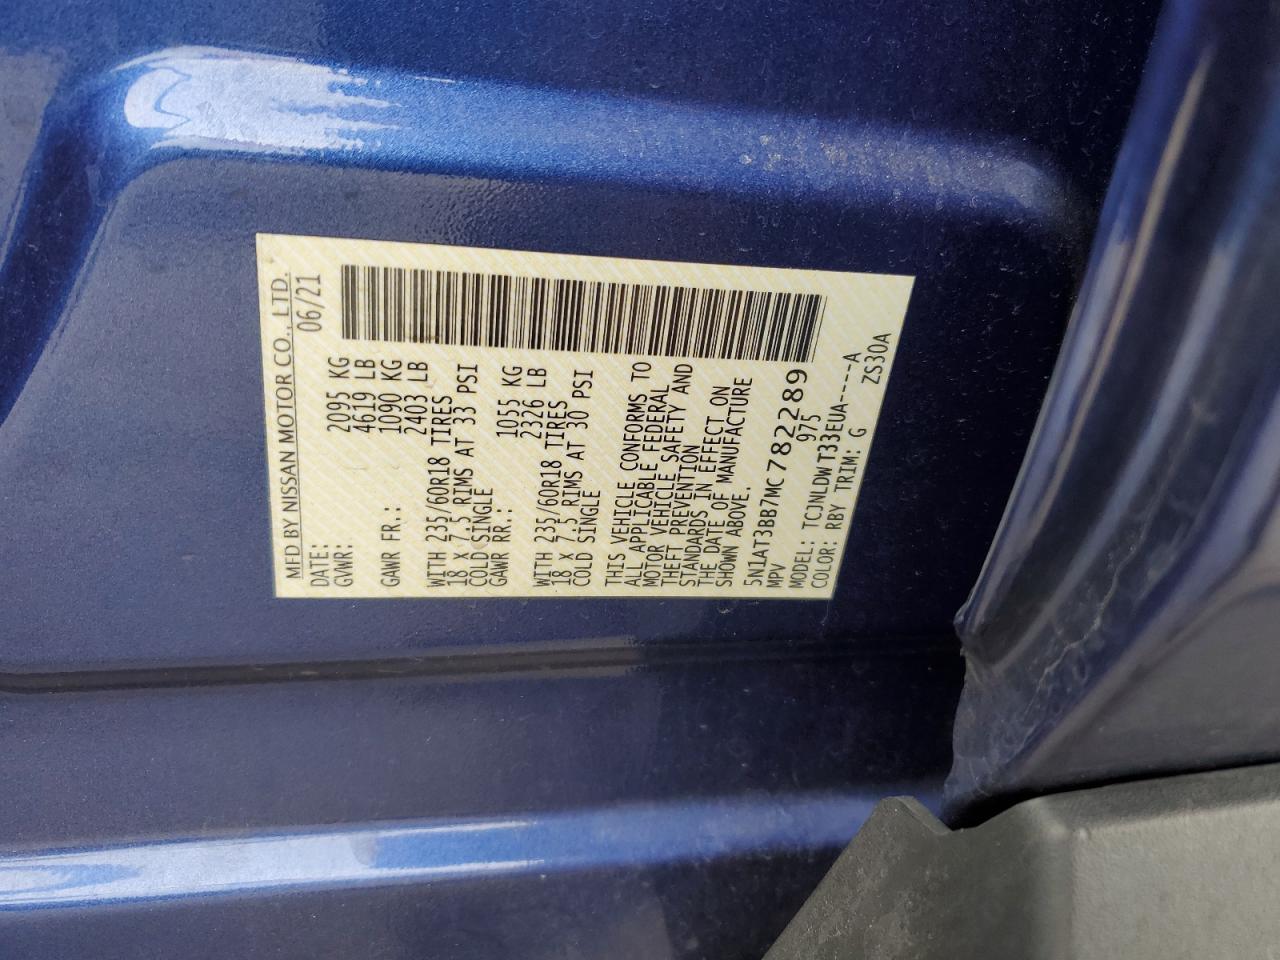 MFD BY NISSAN MOTOR CO., LTD.
DATE: 06/21
GVWR: 2095 KG
4619 LB
GAWR FR.: 1090 KG
2403 LB
WITH 235/60R18 TIRES
18 X 7.5 RIMS AT 33 PSI
COLD SINGLE
GAWR RR.: 1055 KG
2326 LB
WITH 235/60R18 TIRES
18 X 7.5 RIMS AT 30 PSI
COLD SINGLE
THIS VEHICLE CONFORMS TO
ALL APPLICABLE FEDERAL
MOTOR VEHICLE SAFETY AND
THEFT PREVENTION
STANDARDS IN EFFECT ON
THE DATE OF MANUFACTURE
SHOWN ABOVE.
5N1AT3BB7MC782289
MPV 975
MODEL: TCJNLDWT33EUA-----A
COLOR: RBY TRIM: G ZS30A